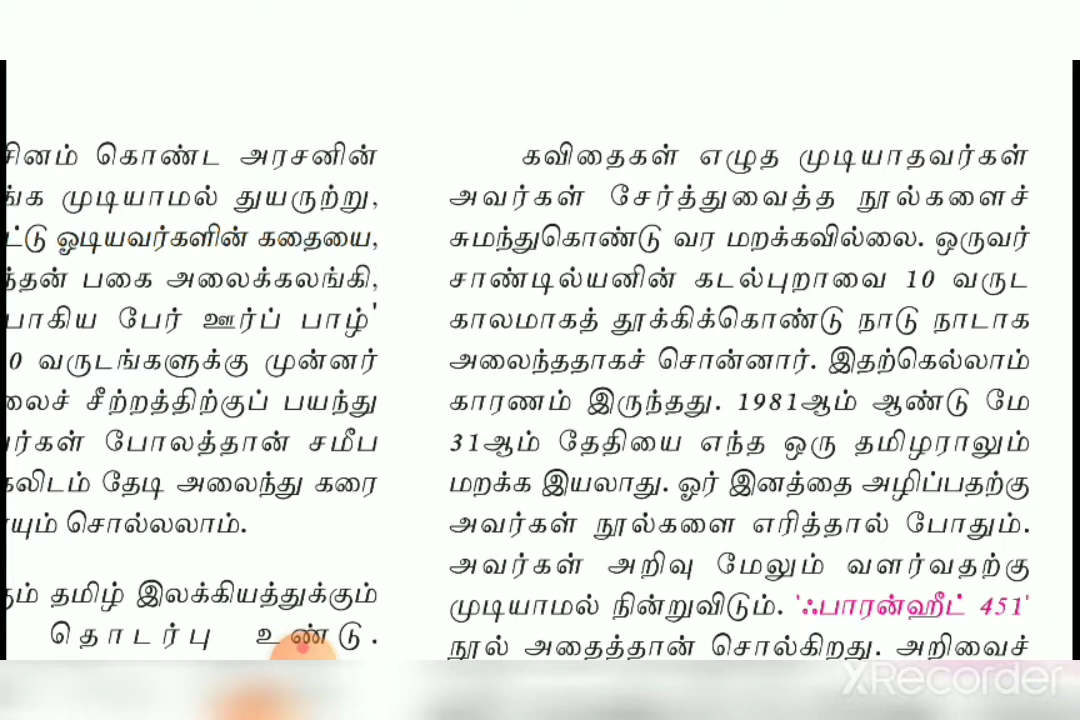 சினம் கொண்ட அரசனின்
முடியாமல் துயருற்று,
ஓடியவர்களின் கதையை,
பகை அலைக்கலங்கி,
பாகிய பேர் ஊர்ப் பாழ்'
0 வருடங்களுக்கு முன்னர்
சீற்றத்திற்குப் பயந்து
போலத்தான் சமீப
தேடி அலைந்து கரை
சொல்லலாம்.
தமிழ் இலக்கியத்துக்கும்
தொடர்பு உண்டு.
கவிதைகள் எழுத முடியாதவர்கள்
அவர்கள் சேர்த்துவைத்த நூல்களைச்
சுமந்துகொண்டு வர மறக்கவில்லை. ஒருவர்
சாண்டில்யனின் கடல்புறாவை 10 வருட
காலமாகத் தூக்கிக்கொண்டு நாடு நாடாக
அலைந்ததாகச் சொன்னார். இதற்கெல்லாம்
காரணம் இருந்தது. 1981ஆம் ஆண்டு மே
31ஆம் தேதியை எந்த ஒரு தமிழராலும்
மறக்க இயலாது. ஓர் இனத்தை அழிப்பதற்கு
அவர்கள் நூல்களை எரித்தால் போதும்.
அவர்கள் அறிவு மேலும் வளர்வதற்கு
முடியாமல் நின்றுவிடும். 'ஃபாரன்ஹீட் 451'
நூல் அதைத்தான் சொல்கிறது. அறிவைச்
XRecorder